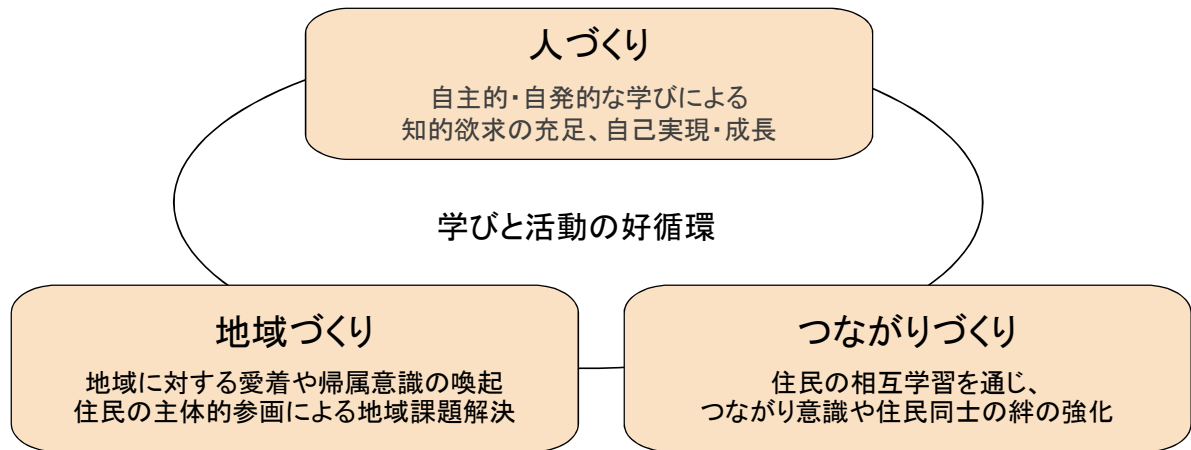 人づくり
自主的・自発的な学びによる
知的欲求の充足、自己実現・成長
学びと活動の好循環
地域づくり
地域に対する愛着や帰属意識の喚起
住民の主体的参画による地域課題解決
つながりづくり
住民の相互学習を通じ、
つながり意識や住民同士の絆の強化